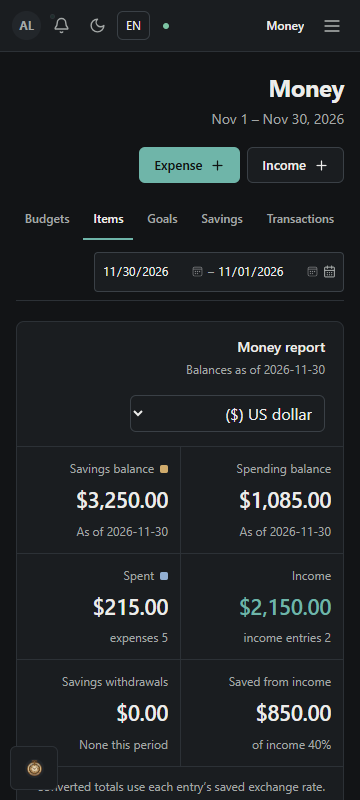 AL
EN
Money
Money
Nov 1 – Nov 30, 2026
Expense +
Income +
Budgets
Items
Goals
Savings
Transactions
11/30/2026 – 11/01/2026
Money report
Balances as of 2026-11-30
($) US dollar
Savings balance
$3,250.00
As of 2026-11-30
Spending balance
$1,085.00
As of 2026-11-30
Spent
$215.00
expenses 5
Income
$2,150.00
income entries 2
Savings withdrawals
$0.00
None this period
Saved from income
$850.00
of income 40%
totals use each entry's saved exchange rate.